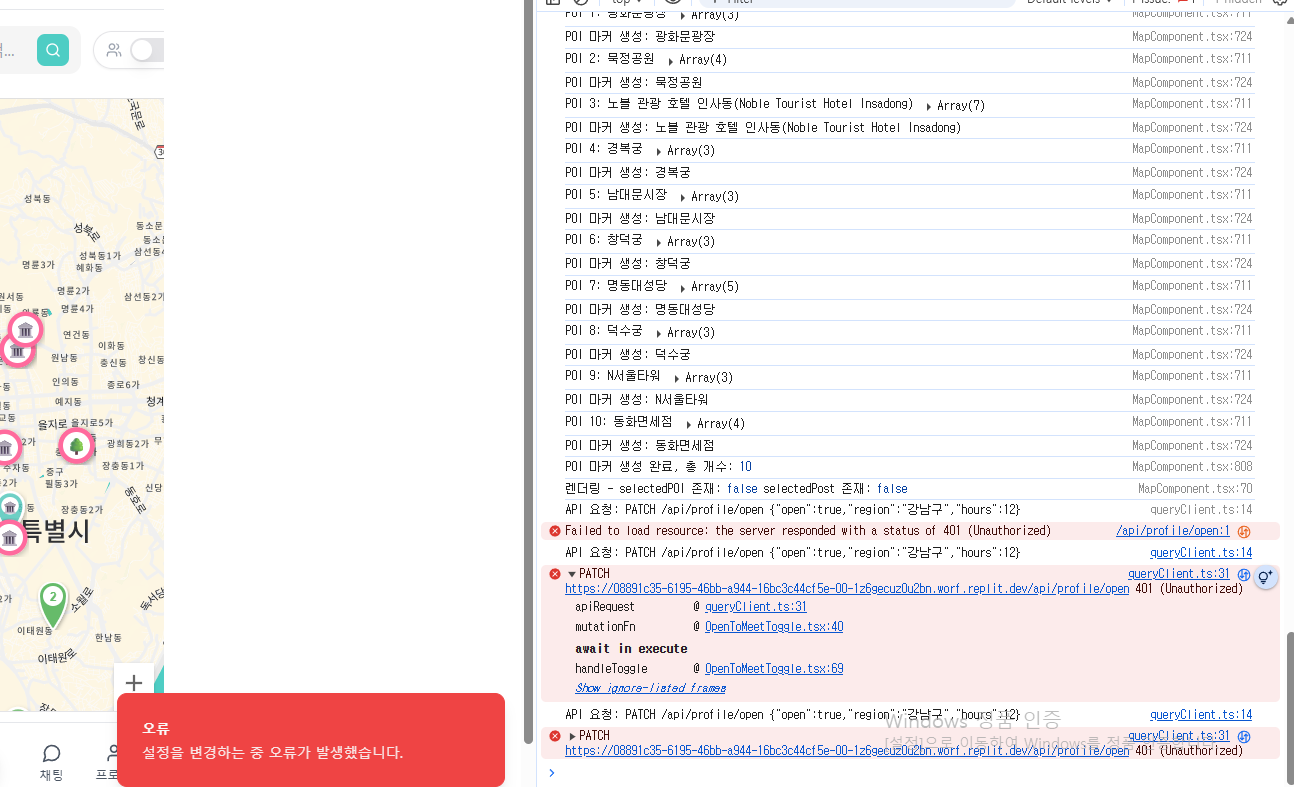 top
Filter
Default levels
1 Issue:
1 hidden
POI 1: 광화문광장 Array(3) MapComponent.tsx:711
POI 마커 생성: 광화문광장 MapComponent.tsx:724
POI 2: 묵정공원 Array(4) MapComponent.tsx:711
POI 마커 생성: 묵정공원 MapComponent.tsx:724
POI 3: 노블 관광 호텔 인사동(Noble Tourist Hotel Insadong) Array(7) MapComponent.tsx:711
POI 마커 생성: 노블 관광 호텔 인사동(Noble Tourist Hotel Insadong) MapComponent.tsx:724
POI 4: 경복궁 Array(3) MapComponent.tsx:711
POI 마커 생성: 경복궁 MapComponent.tsx:724
POI 5: 남대문시장 Array(3) MapComponent.tsx:711
POI 마커 생성: 남대문시장 MapComponent.tsx:724
POI 6: 창덕궁 Array(3) MapComponent.tsx:711
POI 마커 생성: 창덕궁 MapComponent.tsx:724
POI 7: 명동대성당 Array(5) MapComponent.tsx:711
POI 마커 생성: 명동대성당 MapComponent.tsx:724
POI 8: 덕수궁 Array(3) MapComponent.tsx:711
POI 마커 생성: 덕수궁 MapComponent.tsx:724
POI 9: N서울타워 Array(3) MapComponent.tsx:711
POI 마커 생성: N서울타워 MapComponent.tsx:724
POI 10: 동화면세점 Array(4) MapComponent.tsx:711
POI 마커 생성: 동화면세점 MapComponent.tsx:724
POI 마커 생성 완료, 총 개수: 10 MapComponent.tsx:808
렌더링 - selectedPOI 존재: false selectedPost 존재: false MapComponent.tsx:70
API 요청: PATCH /api/profile/open {"open":true,"region":"강남구","hours":12} queryClient.ts:14
Failed to load resource: the server responded with a status of 401 (Unauthorized) /api/profile/open:1
API 요청: PATCH /api/profile/open {"open":true,"region":"강남구","hours":12} queryClient.ts:14
PATCH queryClient.ts:31
https://08891c35-6195-46bb-a944-16bc3c44cf5e-00-1z6gecuz0u2bn.worf.replit.dev/api/profile/open 401 (Unauthorized)
apiRequest @ queryClient.ts:31
mutationFn @ OpenToMeetToggle.tsx:40
await in execute
handleToggle @ OpenToMeetToggle.tsx:69
Show ignore-listed frames
API 요청: PATCH /api/profile/open {"open":true,"region":"강남구","hours":12} queryClient.ts:14
PATCH queryClient.ts:31
https://08891c35-6195-46bb-a944-16bc3c44cf5e-00-1z6gecuz0u2bn.worf.replit.dev/api/profile/open 401 (Unauthorized)
Windows 정품 인증
[설정]으로 이동하여 Windows를 정품
성북동
성북로
동소문
동소
삼선동4
성북동1가
혜화동
명륜3가
명륜2가
원서동
삼선동2가
명륜4가
연건동
이화동
원남동
충신동
창신동
인의동
종로6가
예지동
청계
을지로
을지로5가
광희동2가
장충동1가
중구
필동3가
신당
장충동2가
동호로
특별시
2
소월로
독서당
이태원동
한남동
이태원로
채팅
프로
오류
설정을 변경하는 중 오류가 발생했습니다.